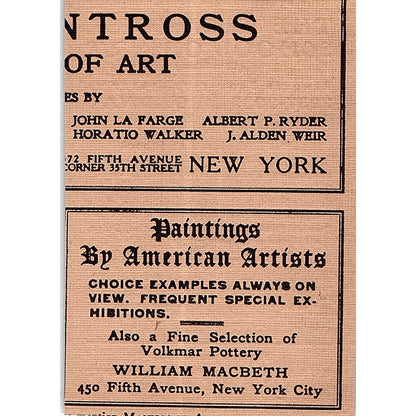 NTROSS
OF ART
ES BY
JOHN LA FARGE ALBERT P. RYDER
HORATIO WALKER J. ALDEN WEIR
72 FIFTH AVENUE
CORNER 35TH STREET NEW YORK
Paintings
By American Artists
CHOICE EXAMPLES ALWAYS ON
VIEW. FREQUENT SPECIAL EX-
HIBITIONS.
Also a Fine Selection of
Volkmar Pottery
WILLIAM MACBETH
450 Fifth Avenue, New York City